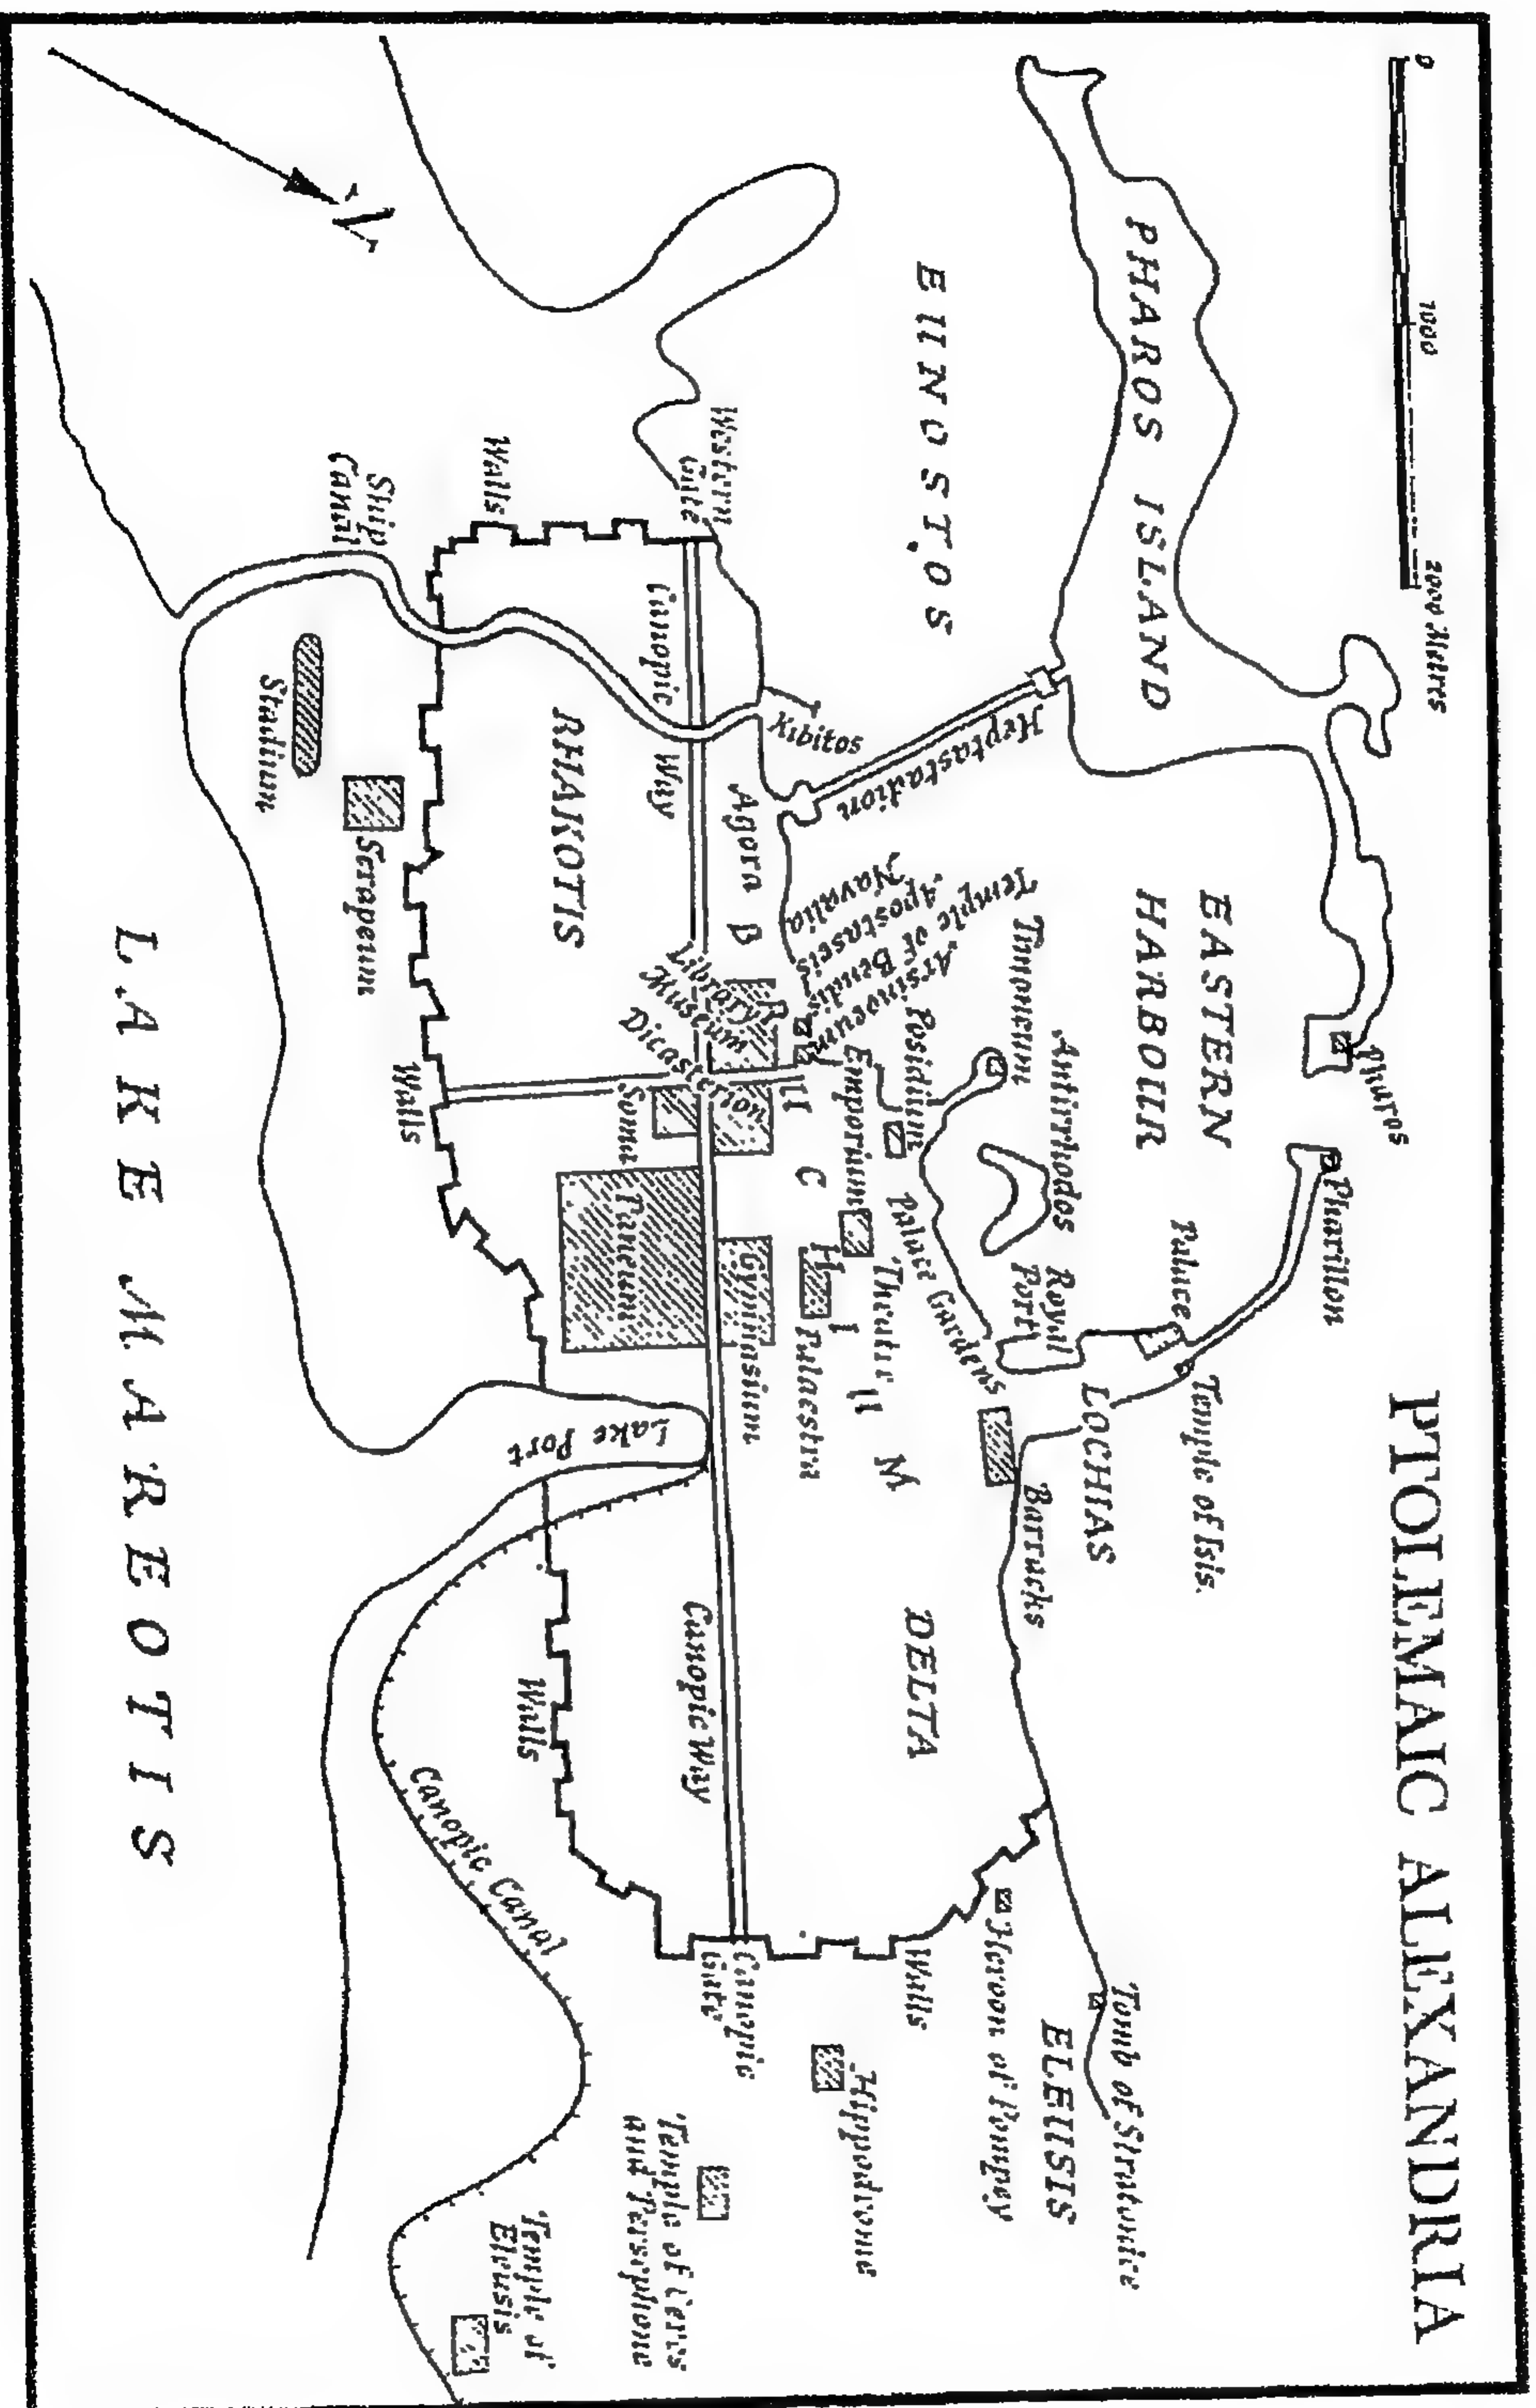 PTOLEMAIC ALEXANDRIA
0 1000 2000 Metres
PHAROS ISLAND
Pharos
Pharillon
EASTERN
HARBOUR
EUNOSTOS
Heptastadion
Kibitos
Timoneum
Antirrhodos
Royal
Port
Palace
Temple of Isis.
LOCHIAS
Barracks
Palace Gardens
Posidium
Emporium
Theatre
Navalia
Apostaseis
Temple of Bendis
Arsinoeum
Agora
BRUCHIUM
Library
Museum
Dicasterion
Soma
Paneum
Gymnasium
Palaestra
DELTA
Western
Gate
Canopic Way
Walls
RHAKOTIS
Ship
Canal
Stadium
Serapeum
Walls
Lake Port
Canopic Way
Walls
Canopic Canal
Canopic
Gate
Walls
Heroon of Pompey
Tomb of Stratonice
ELEUSIS
Hippodrome
Temple of Ceres
and Persephone
Temple of
Eleusis
LAKE MAREOTIS
N